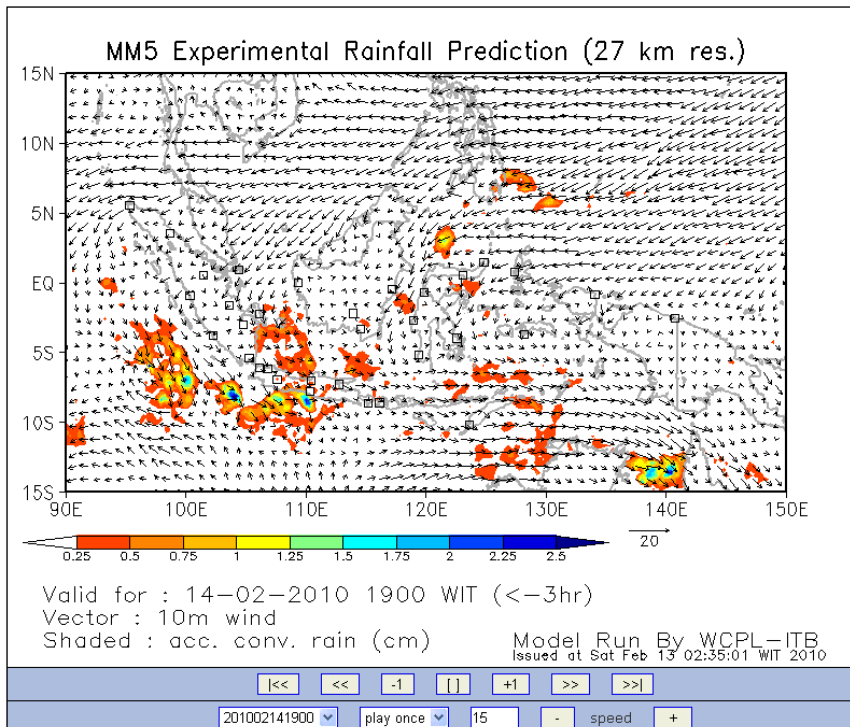 MM5 Experimental Rainfall Prediction (27 km res.)
15N
10N
5N
EQ
5S
10S
15S
90E 100E 110E 120E 130E 140E 150E
0.25 0.5 0.75 1 1.25 1.5 1.75 2 2.25 2.5
20
Valid for : 14-02-2010 1900 WIT (<-3hr)
Vector : 10m wind
Shaded : acc. conv. rain (cm)
Model Run By WCPL-ITB
Issued at Sat Feb 13 02:35:01 WIT 2010
|<< << -1 [ ] +1 >> >>|
201002141900 play once 15 - speed +